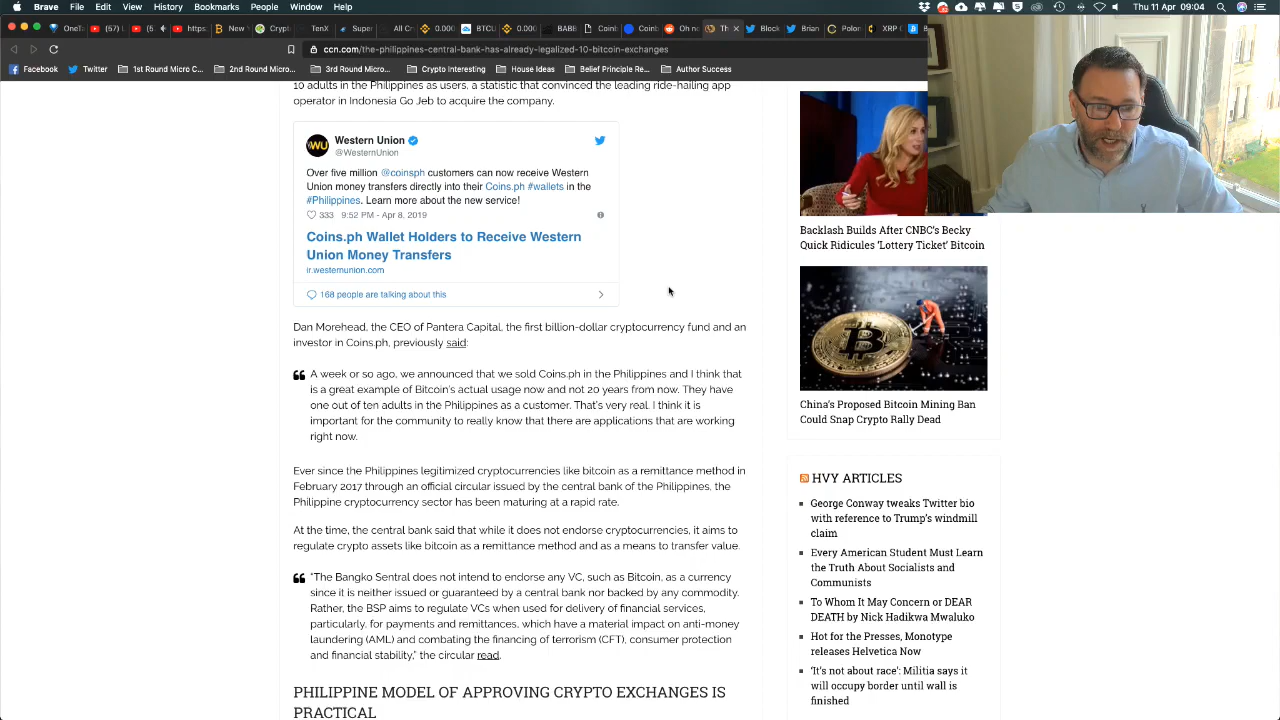 Brave File Edit View History Bookmarks People Window Help
Thu 11 Apr 09:04
OneT
(57) L
(5
https:
B New
Crypt
TenX
Super
0.000
BTCU
BABE
Coinb
Coinb
Oh no
Th
Block
Brian
Polon
XRP
ccn.com/the-philippines-central-bank-has-already-legalized-10-bitcoin-exchanges
Facebook Twitter 1st Round Micro C... 2nd Round Micro... 3rd Round Micro... Crypto Interesting House Ideas Belief Principle Re... Author Success
10 adults in the Philippines as users, a statistic that convinced the leading ride-hailing app
operator in Indonesia Go Jeb to acquire the company.
Western Union
@WesternUnion
Over five million @coinsph customers can now receive Western
Union money transfers directly into their Coins.ph #wallets in the
#Philippines. Learn more about the new service!
333 9:52 PM - Apr 8, 2019
Coins.ph Wallet Holders to Receive Western
Union Money Transfers
ir.westernunion.com
168 people are talking about this
Dan Morehead, the CEO of Pantera Capital, the first billion-dollar cryptocurrency fund and an
investor in Coins.ph, previously said:
A week or so ago, we announced that we sold Coins.ph in the Philippines and I think that
is a great example of Bitcoin's actual usage now and not 20 years from now. They have
one out of ten adults in the Philippines as a customer. That's very real. I think it is
important for the community to really know that there are applications that are working
right now.
Ever since the Philippines legitimized cryptocurrencies like bitcoin as a remittance method in
February 2017 through an official circular issued by the central bank of the Philippines, the
Philippine cryptocurrency sector has been maturing at a rapid rate.
At the time, the central bank said that while it does not endorse cryptocurrencies, it aims to
regulate crypto assets like bitcoin as a remittance method and as a means to transfer value.
"The Bangko Sentral does not intend to endorse any VC, such as Bitcoin, as a currency
since it is neither issued or guaranteed by a central bank nor backed by any commodity.
Rather, the BSP aims to regulate VCs when used for delivery of financial services,
particularly, for payments and remittances, which have a material impact on anti-money
laundering (AML) and combating the financing of terrorism (CFT), consumer protection
and financial stability," the circular read.
PHILIPPINE MODEL OF APPROVING CRYPTO EXCHANGES IS
PRACTICAL
Backlash Builds After CNBC's Becky
Quick Ridicules 'Lottery Ticket' Bitcoin
China's Proposed Bitcoin Mining Ban
Could Snap Crypto Rally Dead
HVY ARTICLES
George Conway tweaks Twitter bio
with reference to Trump's windmill
claim
Every American Student Must Learn
the Truth About Socialists and
Communists
To Whom It May Concern or DEAR
DEATH by Nick Hadikwa Mwaluko
Hot for the Presses, Monotype
releases Helvetica Now
'It's not about race': Militia says it
will occupy border until wall is
finished